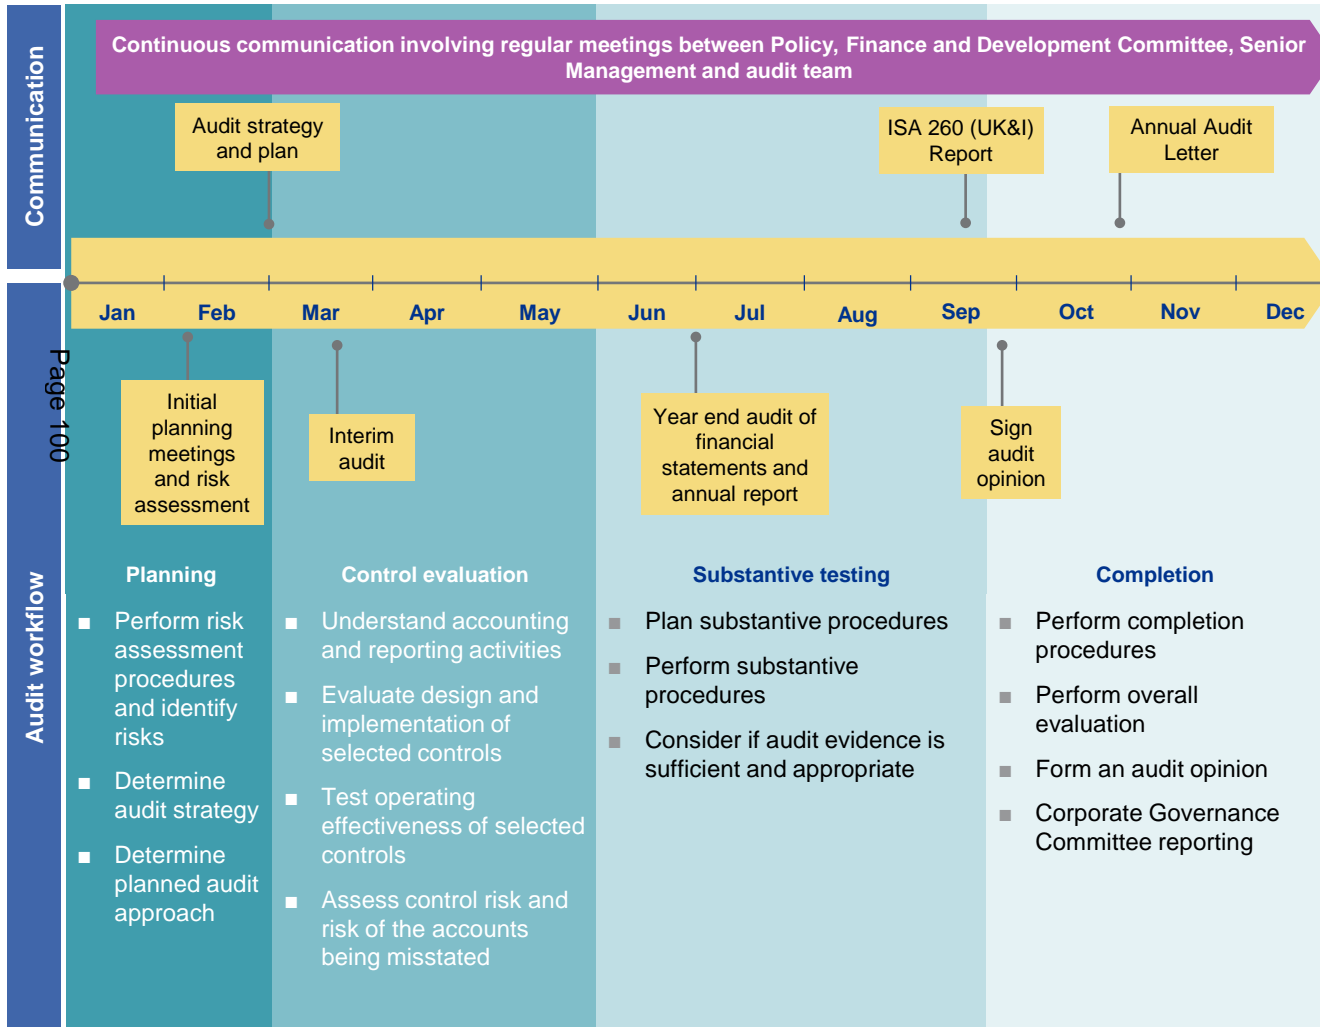 Communication
Continuous communication involving regular meetings between Policy, Finance and Development Committee, Senior
Management and audit team
Audit strategy
and plan
ISA 260 (UK&I)
Report
Annual Audit
Letter
Jan Feb Mar Apr May Jun Jul Aug Sep Oct Nov Dec
Page 100
Initial
planning
meetings
and risk
assessment
Interim
audit
Year end audit of
financial
statements and
annual report
Sign
audit
opinion
Audit workflow
Planning
■ Perform risk
assessment
procedures
and identify
risks
■ Determine
audit strategy
■ Determine
planned audit
approach
Control evaluation
■ Understand accounting
and reporting activities
■ Evaluate design and
implementation of
selected controls
■ Test operating
effectiveness of selected
controls
■ Assess control risk and
risk of the accounts
being misstated
Substantive testing
■ Plan substantive procedures
■ Perform substantive
procedures
■ Consider if audit evidence is
sufficient and appropriate
Completion
■ Perform completion
procedures
■ Perform overall
evaluation
■ Form an audit opinion
■ Corporate Governance
Committee reporting